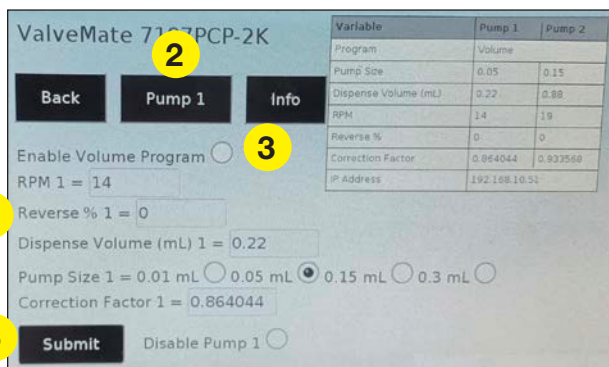 ValveMate 7197PCP-2K
2
Back Pump 1 Info
3
Enable Volume Program
RPM 1 = 14
Reverse % 1 = 0
Dispense Volume (mL) 1 = 0.22
Pump Size 1 = 0.01 mL 0.05 mL 0.15 mL 0.3 mL
Correction Factor 1 = 0.864044
Submit Disable Pump 1
Variable Pump 1 Pump 2
Program Volume
Pump Size 0.05 0.15
Dispense Volume (mL) 0.22 0.88
RPM 14 19
Reverse % 0 0
Correction Factor 0.864044 0.933568
IP Address 192.168.10.51